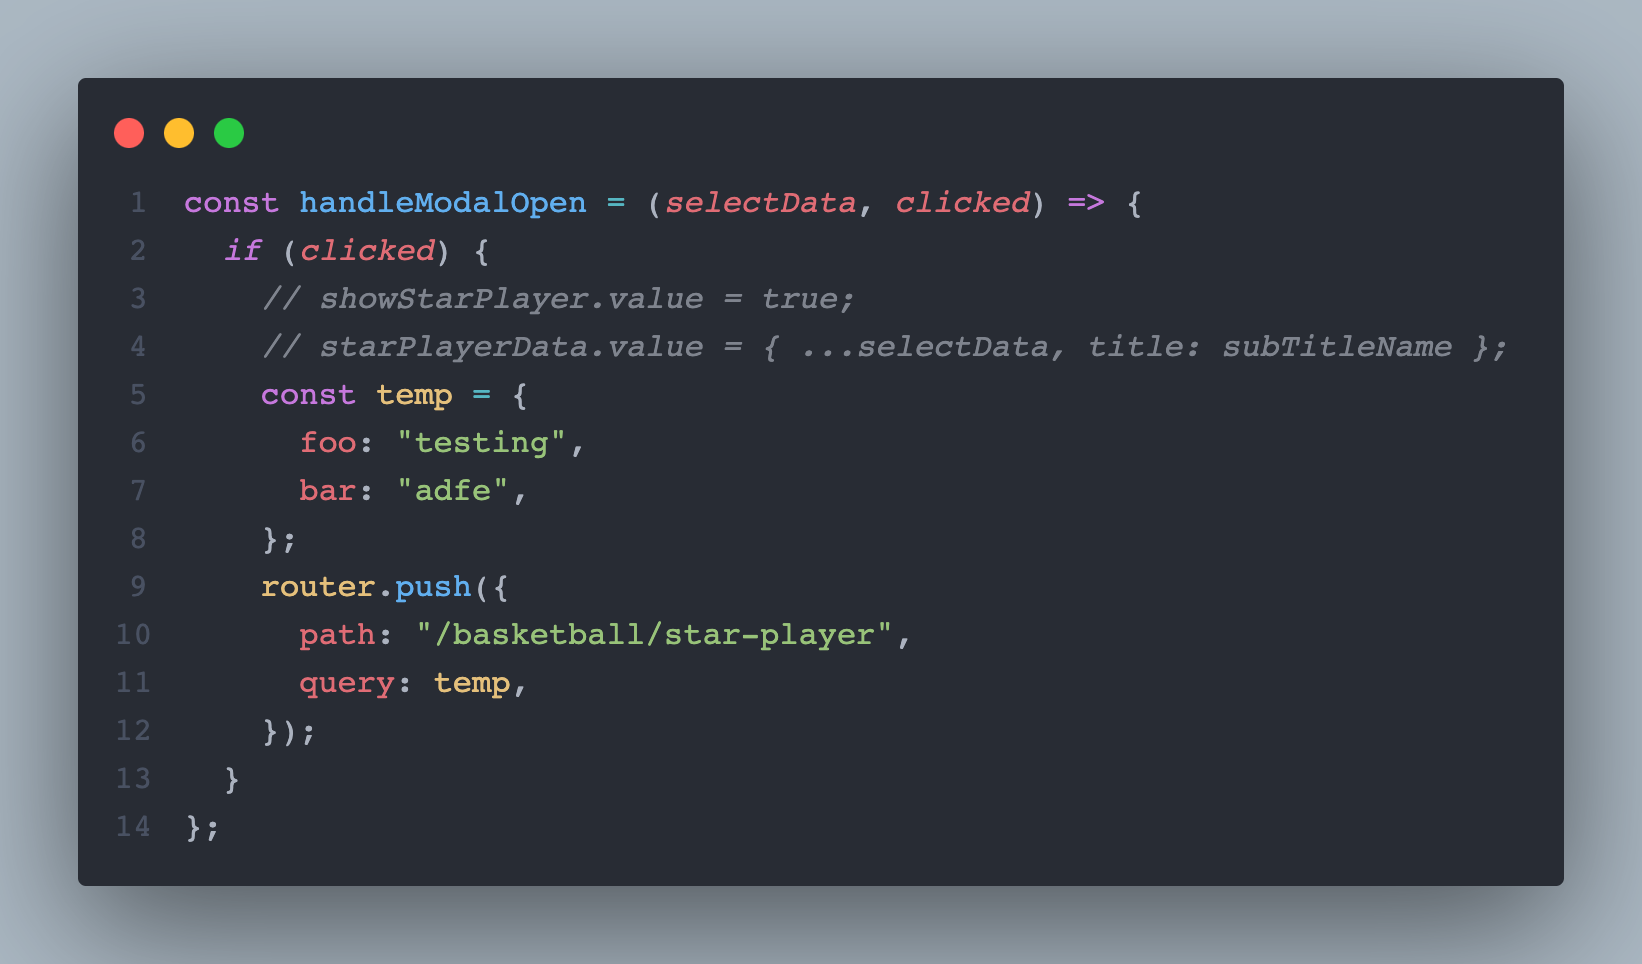 1 const handleModalOpen = (selectData, clicked) => {
2   if (clicked) {
3     // showStarPlayer.value = true;
4     // starPlayerData.value = { ...selectData, title: subTitleName };
5     const temp = {
6       foo: "testing",
7       bar: "adfe",
8     };
9     router.push({
10       path: "/basketball/star-player",
11       query: temp,
12     });
13   }
14 };